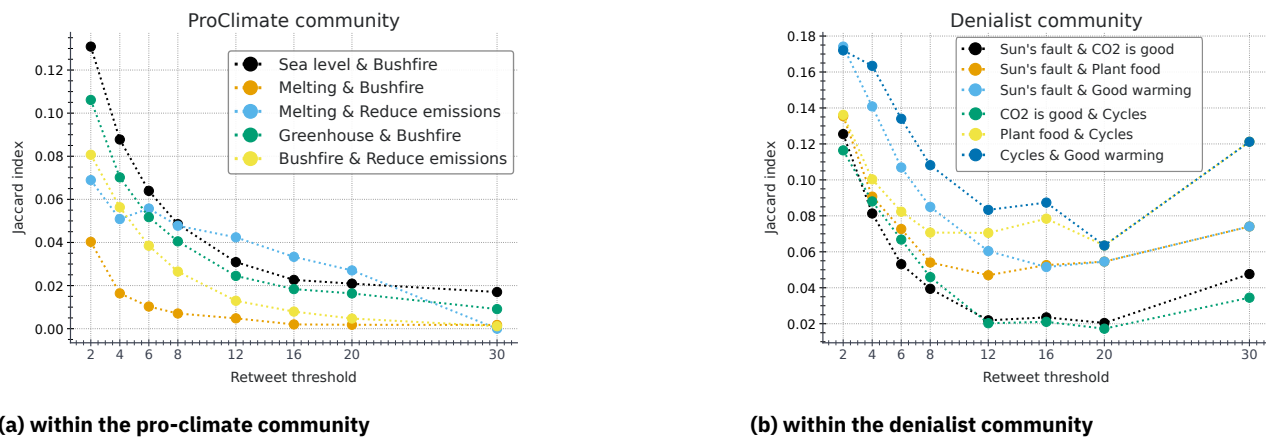 ProClimate community
Jaccard index
0.12
0.10
0.08
0.06
0.04
0.02
0.00
Sea level & Bushfire
Melting & Bushfire
Melting & Reduce emissions
Greenhouse & Bushfire
Bushfire & Reduce emissions
2 4 6 8 12 16 20 30
Retweet threshold
(a) within the pro-climate community
Denialist community
Jaccard index
0.18
0.16
0.14
0.12
0.10
0.08
0.06
0.04
0.02
Sun's fault & CO2 is good
Sun's fault & Plant food
Sun's fault & Good warming
CO2 is good & Cycles
Plant food & Cycles
Cycles & Good warming
2 4 6 8 12 16 20 30
Retweet threshold
(b) within the denialist community